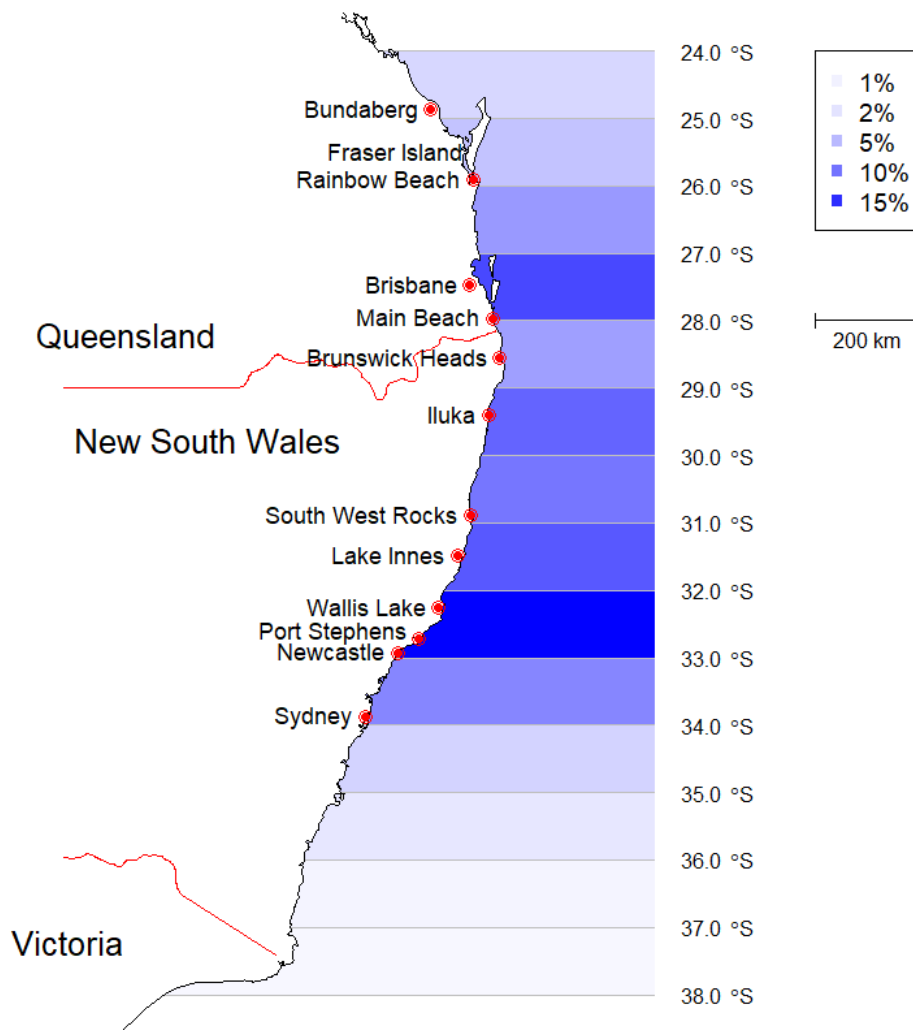 24.0 °S
1%
2%
Bundaberg
25.0 °S
5%
Fraser Island
10%
Rainbow Beach
26.0 °S
15%
27.0 °S
Brisbane
Main Beach
28.0 °S
Queensland
200 km
Brunswick Heads
29.0 °S
Iluka
New South Wales
30.0 °S
South West Rocks
31.0 °S
Lake Innes
32.0 °S
Wallis Lake
Port Stephens
Newcastle
33.0 °S
Sydney
34.0 °S
35.0 °S
36.0 °S
37.0 °S
Victoria
38.0 °S